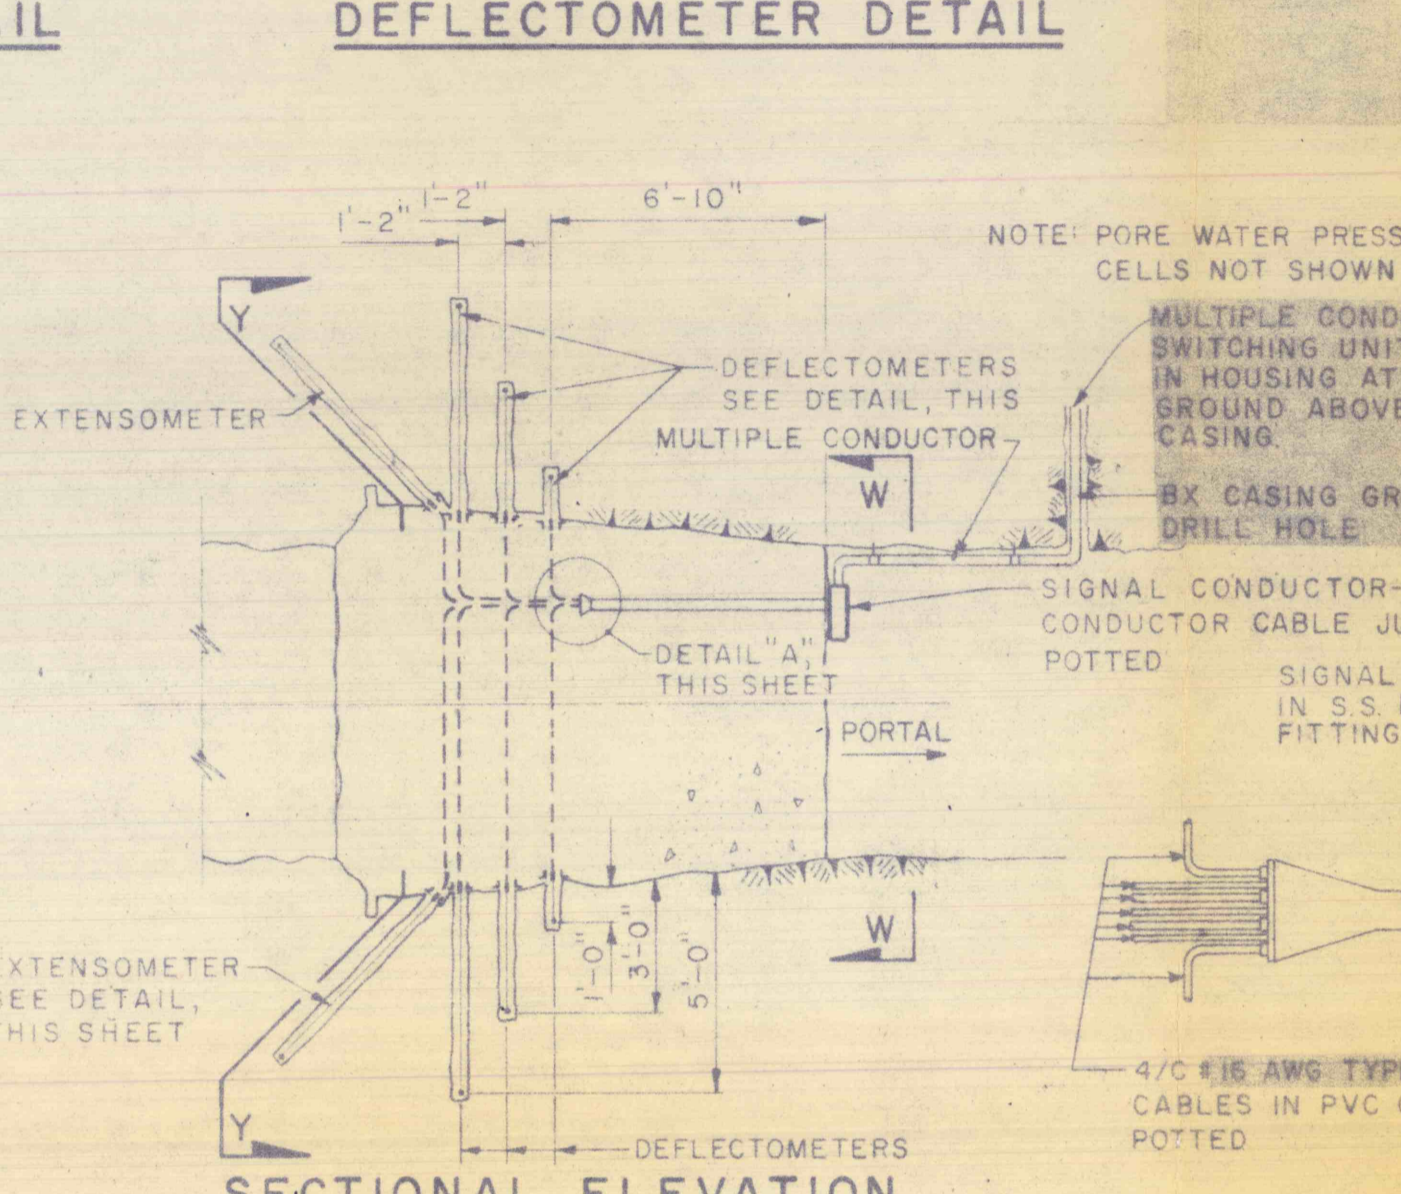 IL
DEFLECTOMETER DETAIL
1'-2"
1'-2"
6'-10"
NOTE: PORE WATER PRESS
CELLS NOT SHOWN
Y
MULTIPLE COND
SWITCHING UNIT
IN HOUSING AT
GROUND ABOVE
CASING.
DEFLECTOMETERS
SEE DETAIL, THIS
EXTENSOMETER
MULTIPLE CONDUCTOR
W
BX CASING GR
DRILL HOLE
SIGNAL CONDUCTOR-
CONDUCTOR CABLE JU
POTTED
DETAIL "A",
THIS SHEET
SIGNAL
IN S.S.
FITTING
PORTAL
W
1'-0"
3'-0"
5'-0"
EXTENSOMETER
SEE DETAIL,
THIS SHEET
4/C #16 AWG TYPE
CABLES IN PVC
POTTED
Y
DEFLECTOMETERS
SECTIONAL ELEVATION